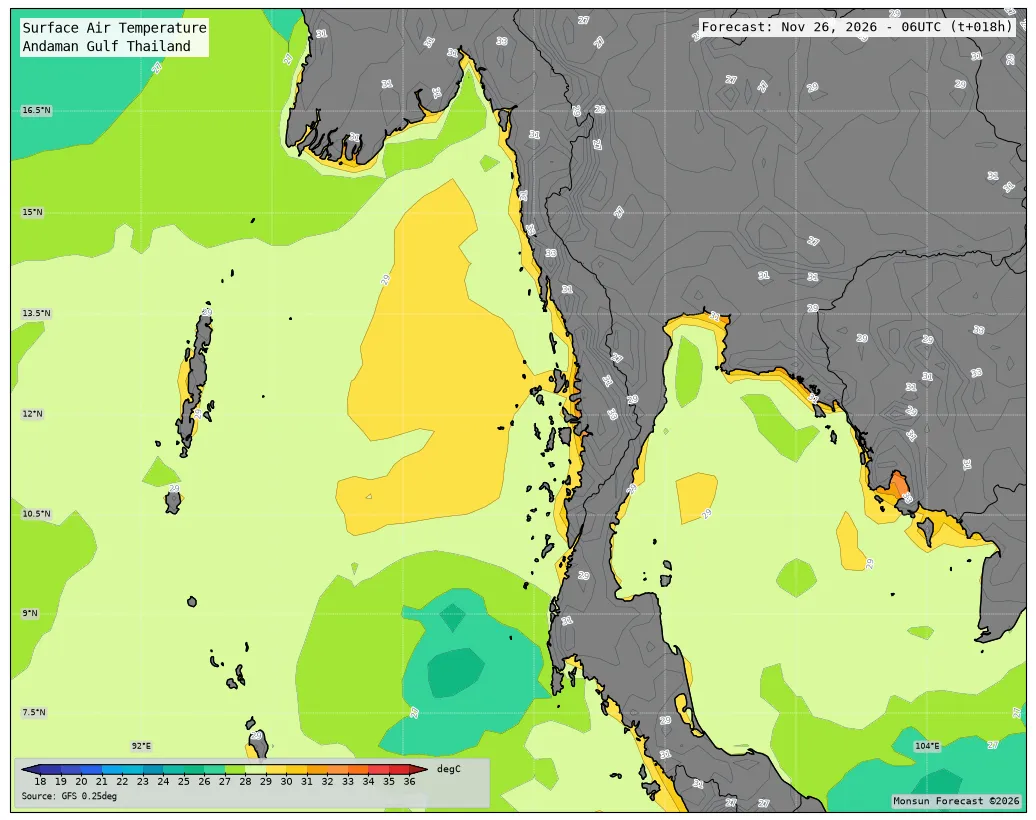 Surface Air Temperature
Andaman Gulf Thailand
Forecast: Nov 26, 2026 - 06UTC (t+018h)
16.5°N
15°N
13.5°N
12°N
10.5°N
9°N
7.5°N
92°E
104°E
18 19 20 21 22 23 24 25 26 27 28 29 30 31 32 33 34 35 36 degC
Source: GFS 0.25deg
Monsun Forecast ©2026